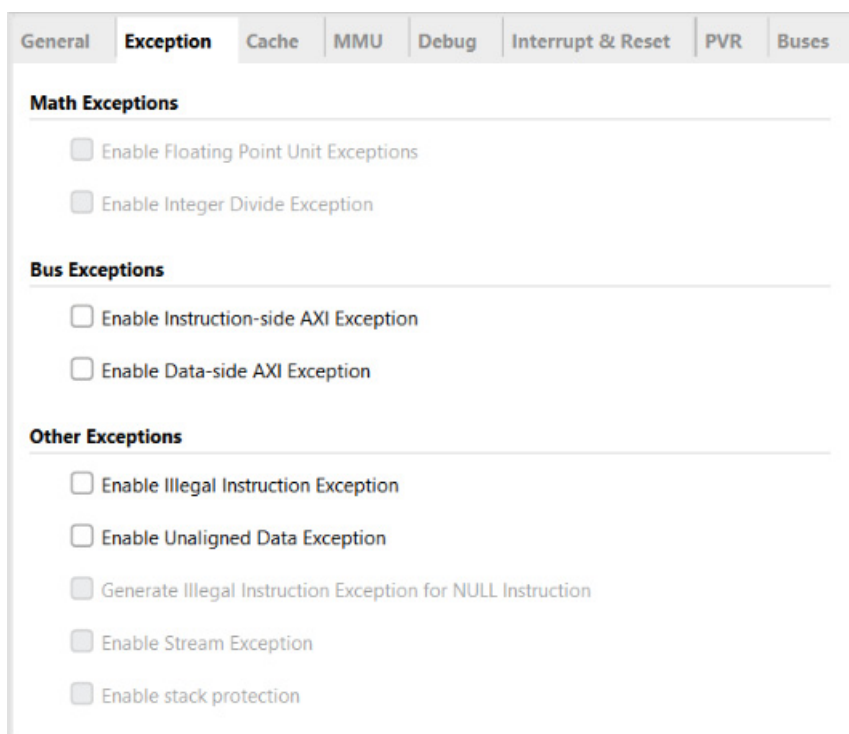 General Exception Cache MMU Debug Interrupt & Reset PVR Buses
Math Exceptions
Enable Floating Point Unit Exceptions
Enable Integer Divide Exception
Bus Exceptions
Enable Instruction-side AXI Exception
Enable Data-side AXI Exception
Other Exceptions
Enable Illegal Instruction Exception
Enable Unaligned Data Exception
Generate Illegal Instruction Exception for NULL Instruction
Enable Stream Exception
Enable stack protection